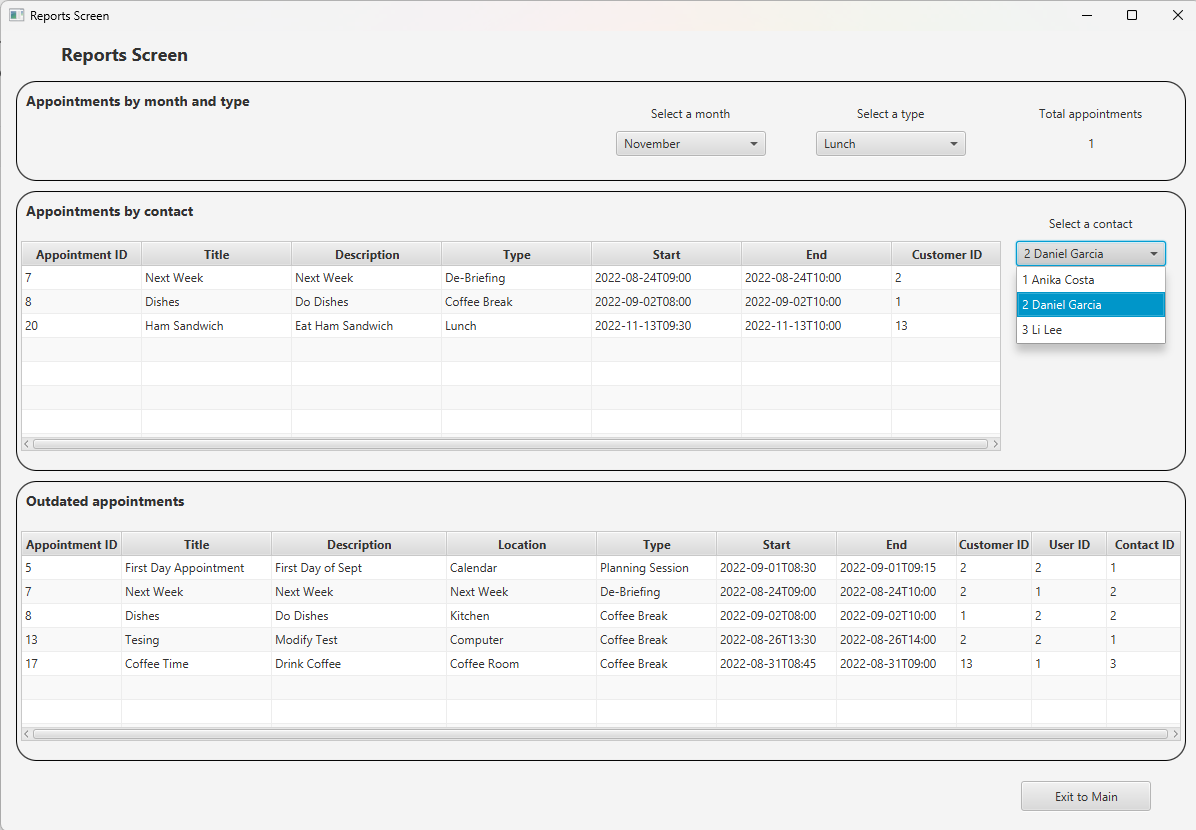 Reports Screen
Reports Screen
Appointments by month and type
Select a month Select a type Total appointments
November Lunch 1
Appointments by contact
Select a contact
2 Daniel Garcia
1 Anika Costa
2 Daniel Garcia
3 Li Lee
Appointment ID Title Description Type Start End Customer ID
7 Next Week Next Week De-Briefing 2022-08-24T09:00 2022-08-24T10:00 2
8 Dishes Do Dishes Coffee Break 2022-09-02T08:00 2022-09-02T10:00 1
20 Ham Sandwich Eat Ham Sandwich Lunch 2022-11-13T09:30 2022-11-13T10:00 13
Outdated appointments
Appointment ID Title Description Location Type Start End Customer ID User ID Contact ID
5 First Day Appointment First Day of Sept Calendar Planning Session 2022-09-01T08:30 2022-09-01T09:15 2 2 1
7 Next Week Next Week Next Week De-Briefing 2022-08-24T09:00 2022-08-24T10:00 2 1 2
8 Dishes Do Dishes Kitchen Coffee Break 2022-09-02T08:00 2022-09-02T10:00 1 2 2
13 Tesing Modify Test Computer Coffee Break 2022-08-26T13:30 2022-08-26T14:00 2 2 1
17 Coffee Time Drink Coffee Coffee Room Coffee Break 2022-08-31T08:45 2022-08-31T09:00 13 1 3
Exit to Main